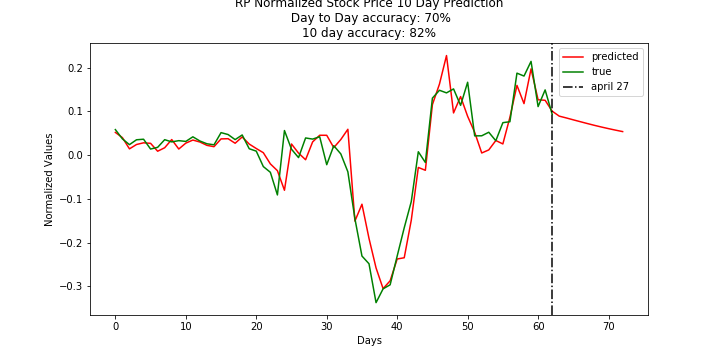 RP Normalized Stock Price 10 Day Prediction
Day to Day accuracy: 70%
10 day accuracy: 82%
predicted
true
april 27
Normalized Values
0.2
0.1
0.0
−0.1
−0.2
−0.3
0 10 20 30 40 50 60 70
Days